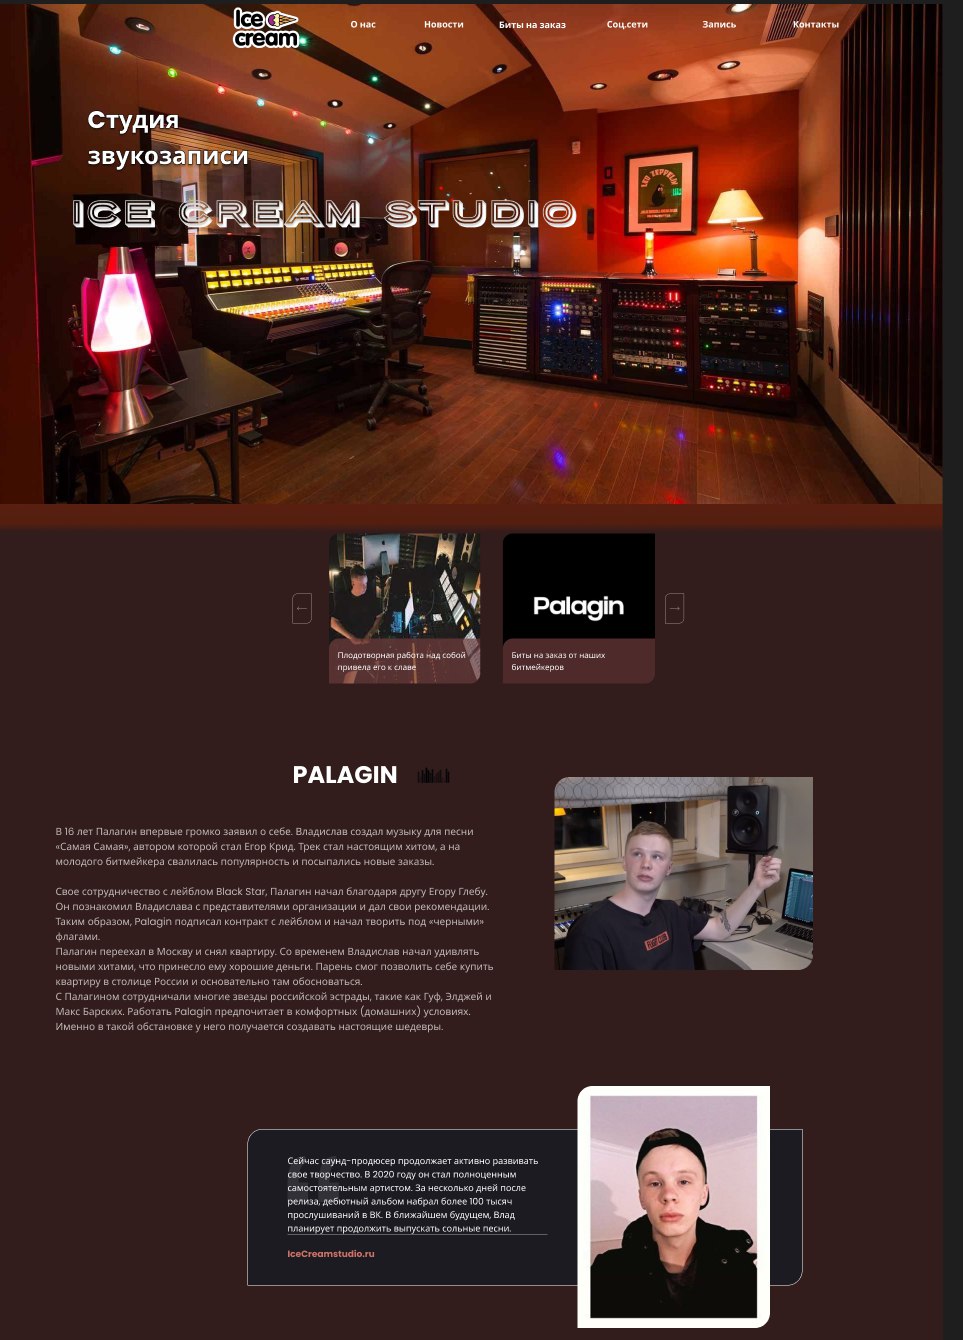 Ice
cream
О нас
Новости
Биты на заказ
Соц.сети
Запись
Контакты
Студия
звукозаписи
ICE CREAM STUDIO
LED ZEPPELIN
Плодотворная работа над собой
привела его к славе
Palagin
Биты на заказ от наших
битмейкеров
PALAGIN
В 16 лет Палагин впервые громко заявил о себе. Владислав создал музыку для песни
«Самая Самая», автором которой стал Егор Крид. Трек стал настоящим хитом, а на
молодого битмейкера свалилась популярность и посыпались новые заказы.
Свое сотрудничество с лейблом Black Star, Палагин начал благодаря другу Егору Глебу.
Он познакомил Владислава с представителями организации и дал свои рекомендации.
Таким образом, Palagin подписал контракт с лейблом и начал творить под «черными»
флагами.
Палагин переехал в Москву и снял квартиру. Со временем Владислав начал удивлять
новыми хитами, что принесло ему хорошие деньги. Парень смог позволить себе купить
квартиру в столице России и основательно там обосноваться.
С Палагином сотрудничали многие звезды российской эстрады, такие как Гуф, Элджей и
Макс Барских. Работать Palagin предпочитает в комфортных (домашних) условиях.
Именно в такой обстановке у него получается создавать настоящие шедевры.
Сейчас саунд-продюсер продолжает активно развивать
свое творчество. В 2020 году он стал полноценным
самостоятельным артистом. За несколько дней после
релиза, дебютный альбом набрал более 100 тысяч
прослушиваний в ВК. В ближайшем будущем, Влад
планирует продолжить выпускать сольные песни.
IceCreamstudio.ru